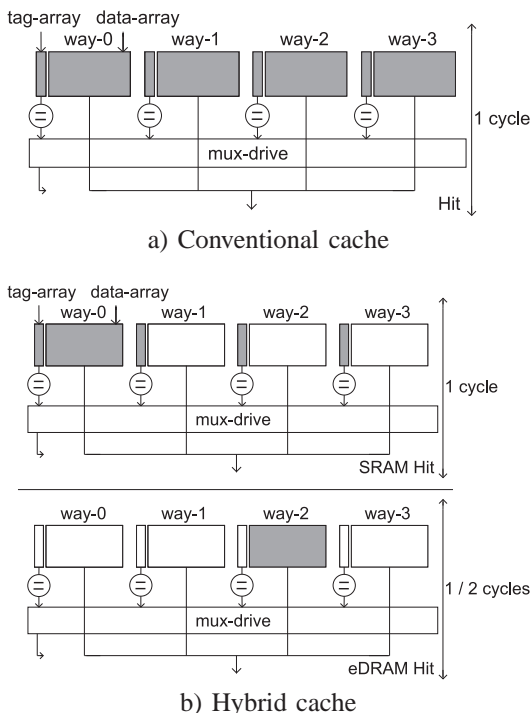 tag-array data-array
way-0 way-1 way-2 way-3
= = = =
1 cycle
mux-drive
Hit
a) Conventional cache
tag-array data-array
way-0 way-1 way-2 way-3
= = = =
1 cycle
mux-drive
SRAM Hit
way-0 way-1 way-2 way-3
= = = =
1 / 2 cycles
mux-drive
eDRAM Hit
b) Hybrid cache